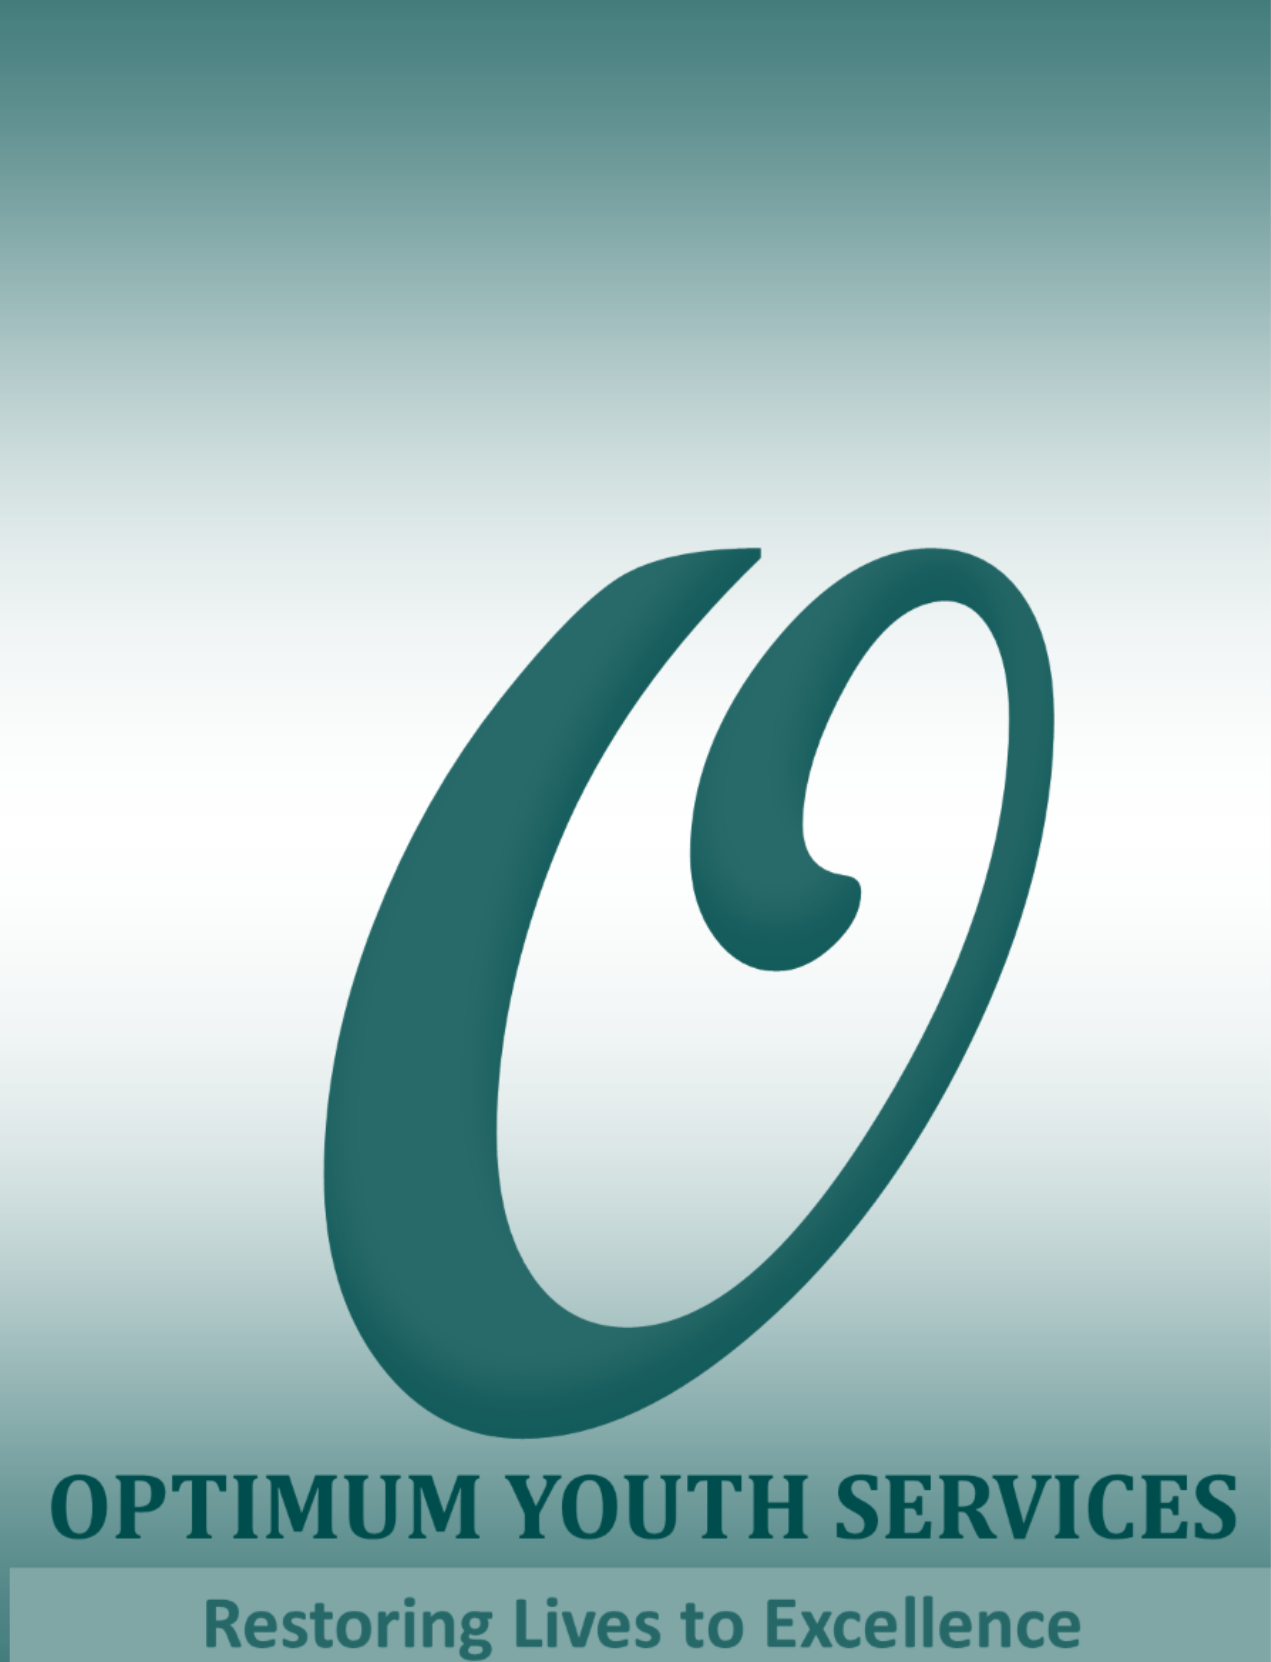 O
OPTIMUM YOUTH SERVICES
Restoring Lives to Excellence